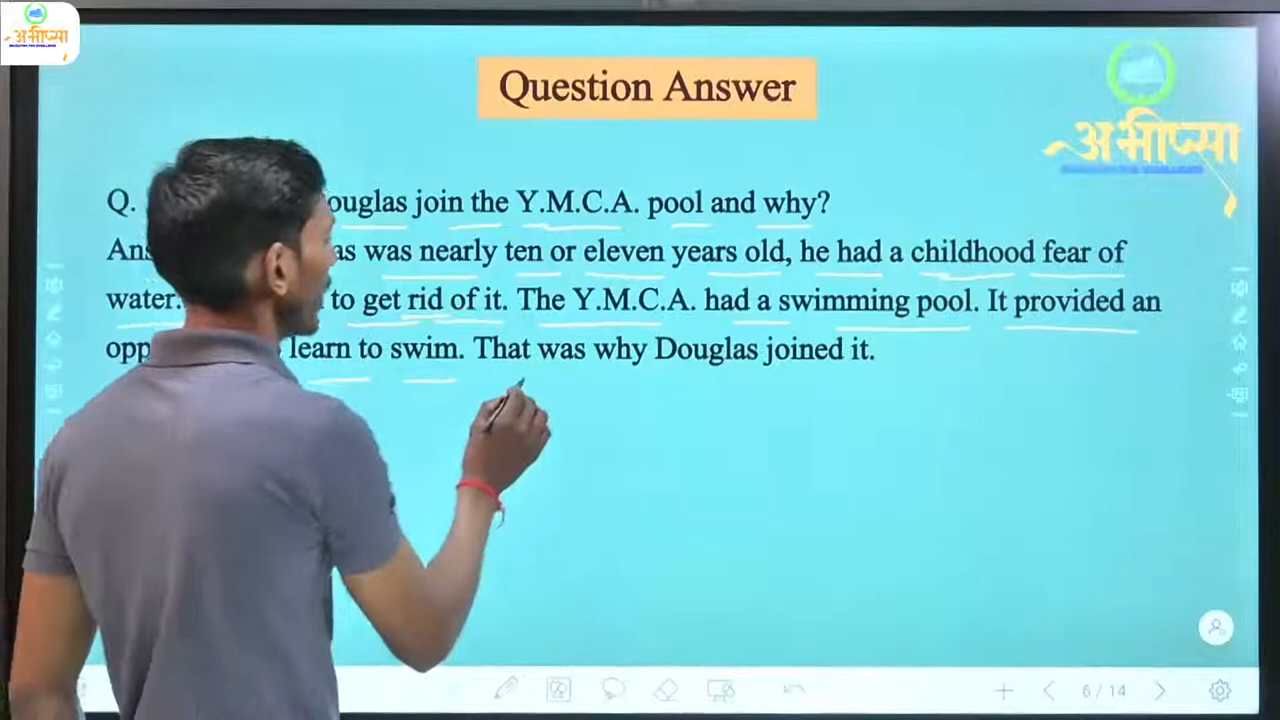 अभीप्सा
Question Answer
अभीप्सा
Q. ouglas join the Y.M.C.A. pool and why?
Ans as was nearly ten or eleven years old, he had a childhood fear of
water. to get rid of it. The Y.M.C.A. had a swimming pool. It provided an
opp learn to swim. That was why Douglas joined it.
6 / 14